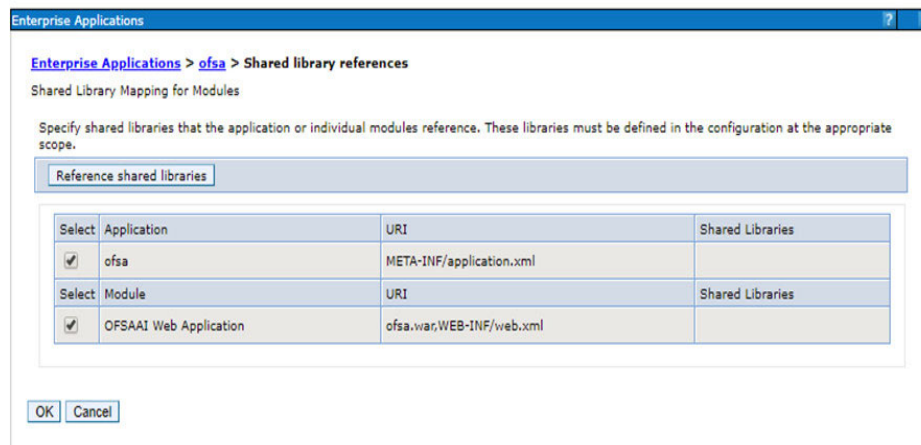 Enterprise Applications ?
Enterprise Applications > ofsa > Shared library references
Shared Library Mapping for Modules
Specify shared libraries that the application or individual modules reference. These libraries must be defined in the configuration at the appropriate
scope.
Reference shared libraries
Select Application URI Shared Libraries
ofsa META-INF/application.xml
Select Module URI Shared Libraries
OFSAAI Web Application ofsa.war,WEB-INF/web.xml
OK Cancel